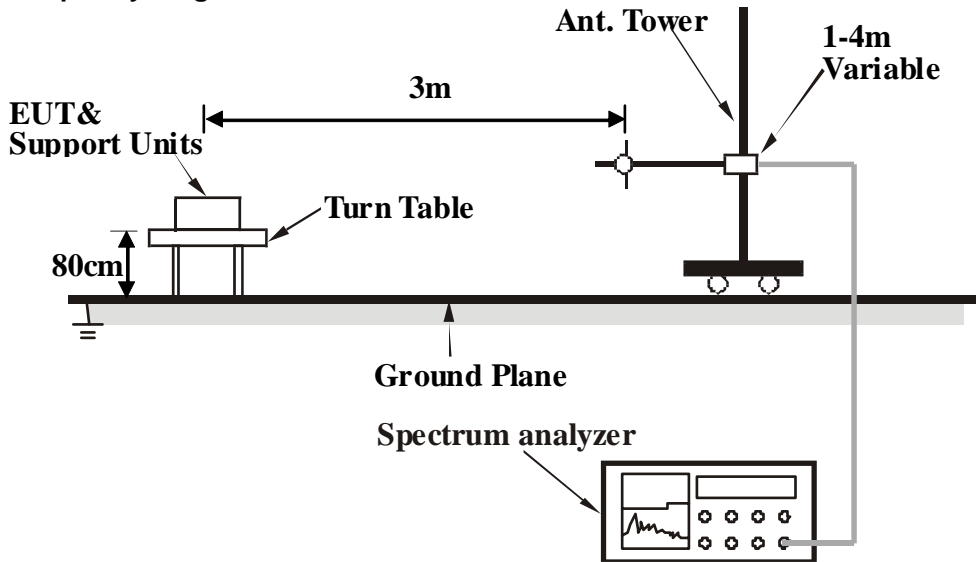 Ant. Tower
1-4m
Variable
3m
EUT&
Support Units
Turn Table
80cm
Ground Plane
Spectrum analyzer